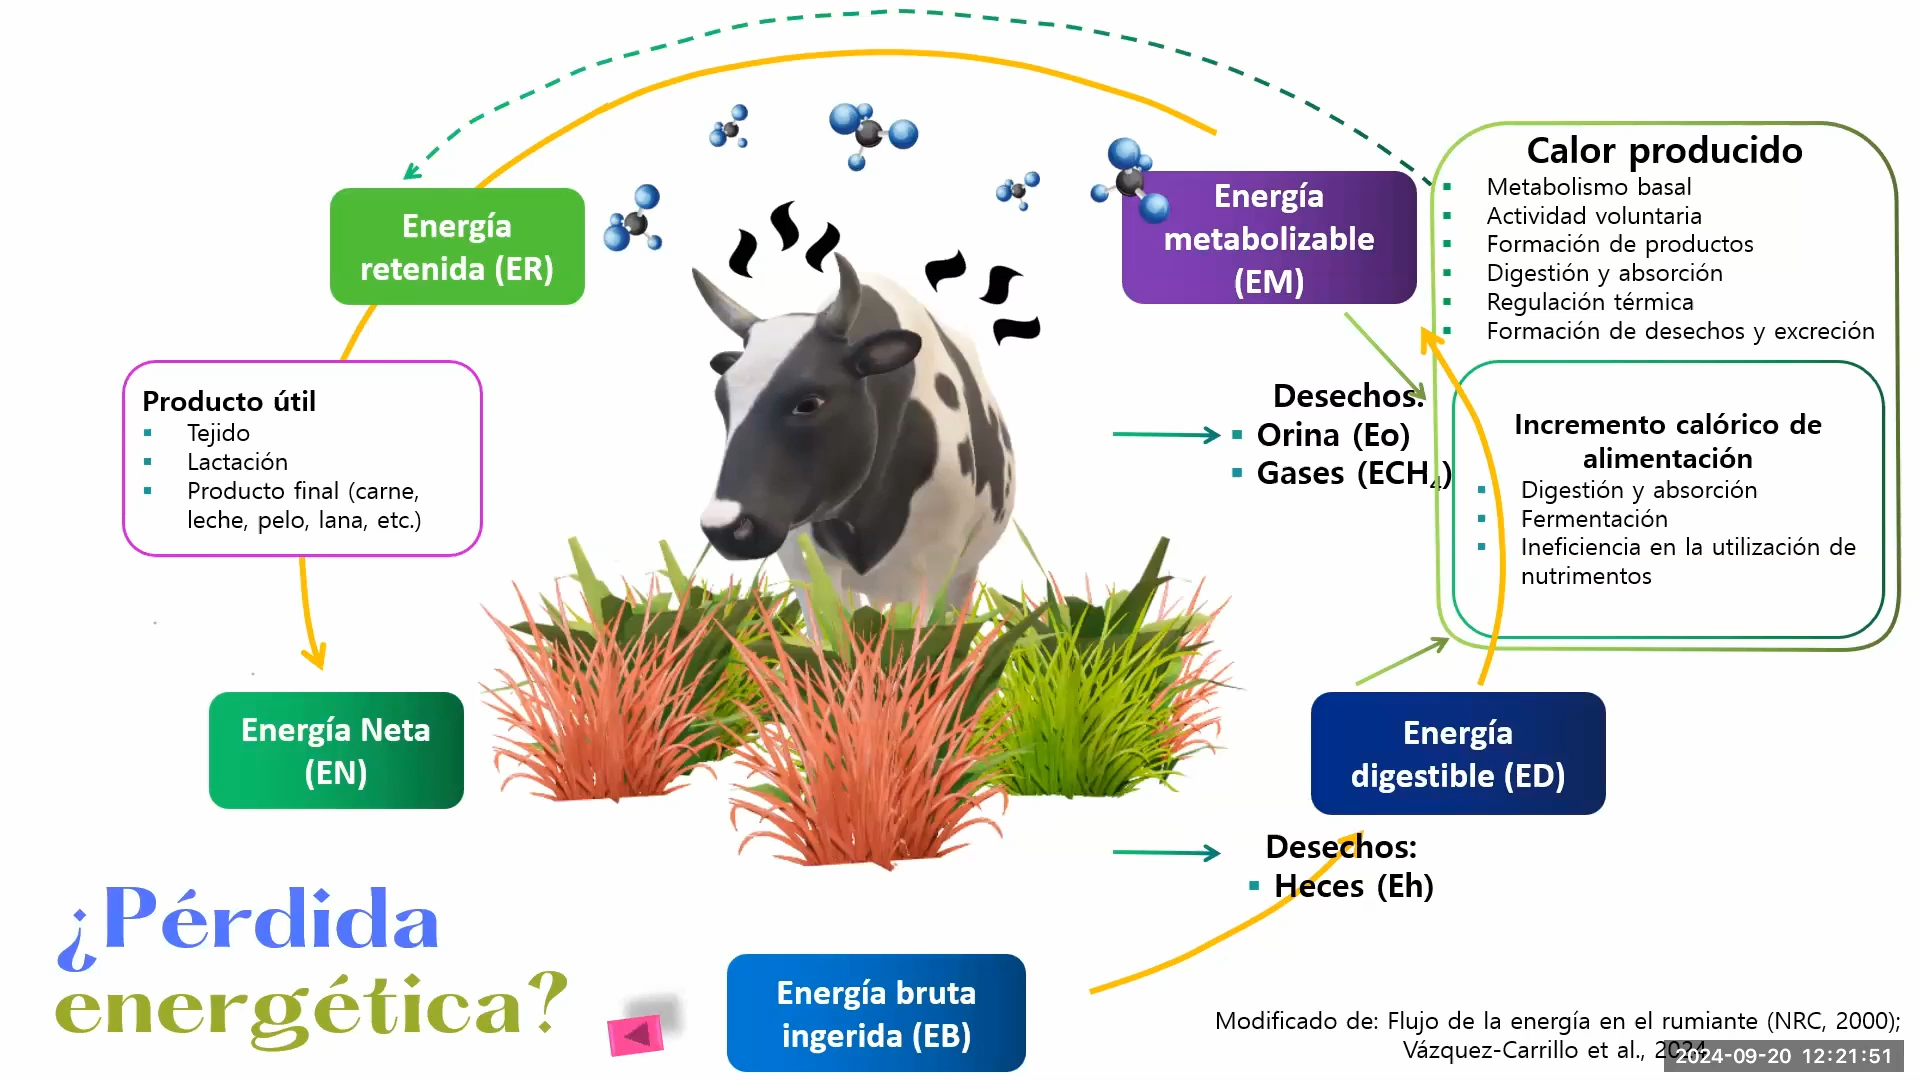 Calor producido
Metabolismo basal
Actividad voluntaria
Formación de productos
Digestión y absorción
Regulación térmica
Formación de desechos y excreción
Energía
retenida (ER)
Energía
metabolizable
(EM)
Producto útil
Tejido
Lactación
Producto final (carne,
leche, pelo, lana, etc.)
Desechos:
Orina (Eo)
Gases (ECH₄)
Incremento calórico de
alimentación
Digestión y absorción
Fermentación
Ineficiencia en la utilización de
nutrimentos
Energía Neta
(EN)
Energía
digestible (ED)
Desechos:
Heces (Eh)
¿Pérdida
energética?
Energía bruta
ingerida (EB)
Modificado de: Flujo de la energía en el rumiante (NRC, 2000);
Vázquez-Carrillo et al., 2024
2024-09-20 12:21:51